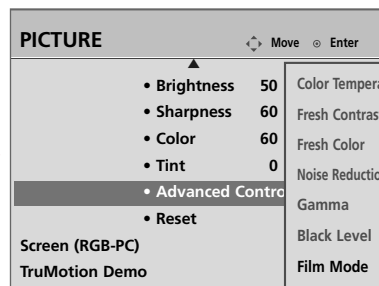 PICTURE Move Enter
• Brightness 50
• Sharpness 60
• Color 60
• Tint 0
• Advanced Contro
• Reset
Screen (RGB-PC)
TruMotion Demo
Color Tempera
Fresh Contras
Fresh Color
Noise Reductio
Gamma
Black Level
Film Mode